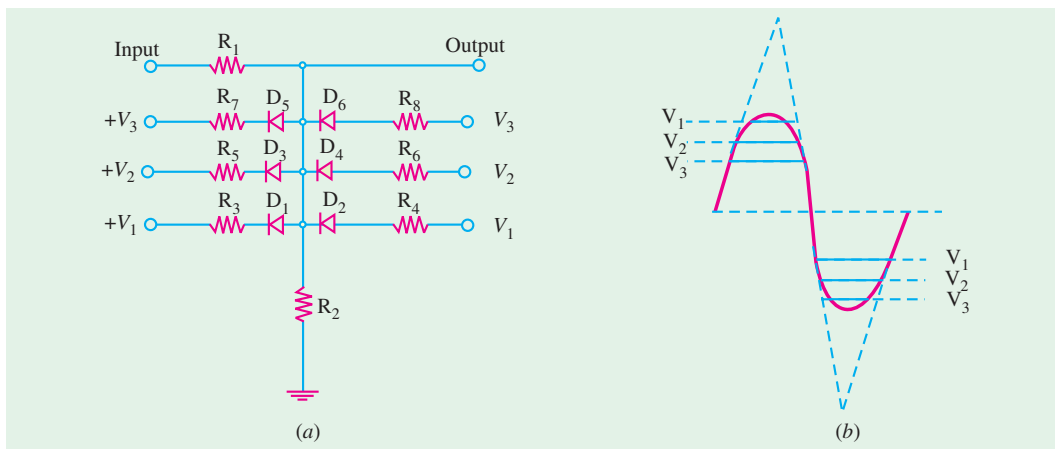 Input R1 Output
+V3 R7 D5 D6 R8 V3
+V2 R5 D3 D4 R6 V2
+V1 R3 D1 D2 R4 V1
R2
(a)
V1
V2
V3
V1
V2
V3
(b)